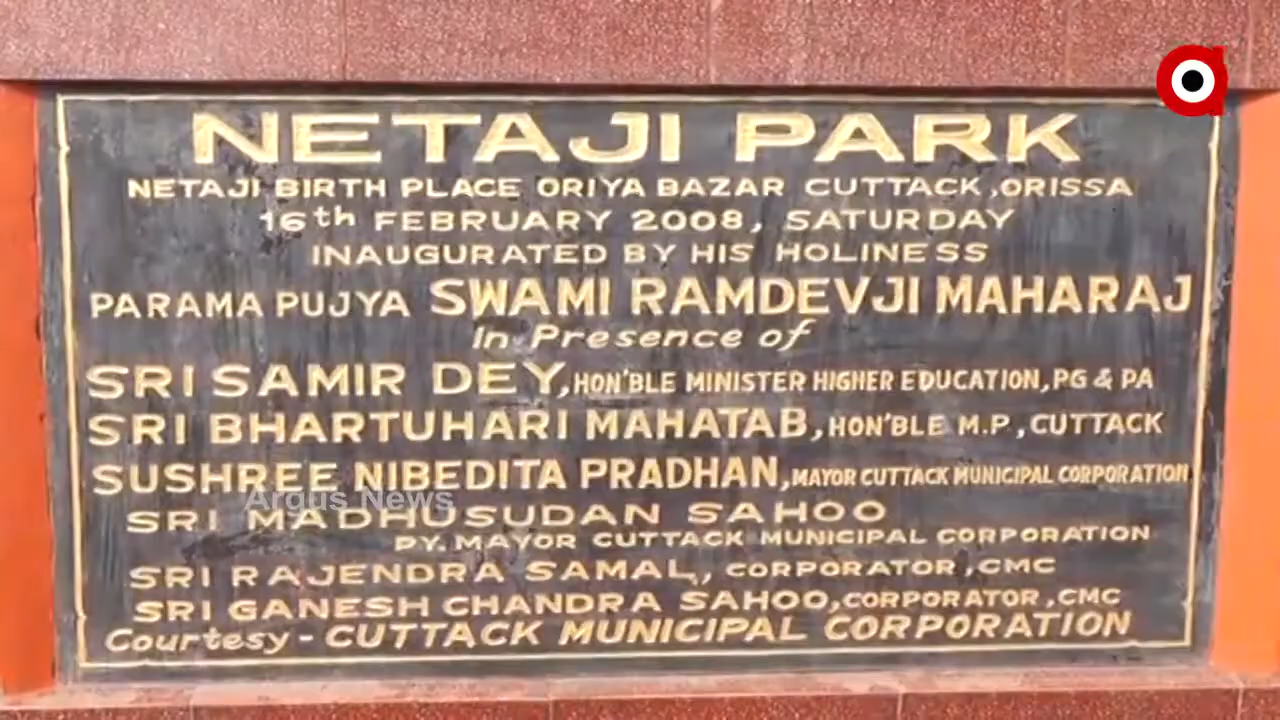 NETAJI PARK
NETAJI BIRTH PLACE ORIYA BAZAR CUTTACK,ORISSA
16th FEBRUARY 2008, SATURDAY
INAUGURATED BY HIS HOLINESS
PARAMA PUJYA SWAMI RAMDEVJI MAHARAJ
In Presence of
SRI SAMIR DEY, HON'BLE MINISTER HIGHER EDUCATION, PG & PA
SRI BHARTUHARI MAHATAB, HON'BLE M.P, CUTTACK
SUSHREE NIBEDITA PRADHAN, MAYOR CUTTACK MUNICIPAL CORPORATION
Argus News
SRI MADHUSUDAN SAHOO
DY. MAYOR CUTTACK MUNICIPAL CORPORATION
SRI RAJENDRA SAMAL, CORPORATOR, CMC
SRI GANESH CHANDRA SAHOO, CORPORATOR, CMC
Courtesy - CUTTACK MUNICIPAL CORPORATION